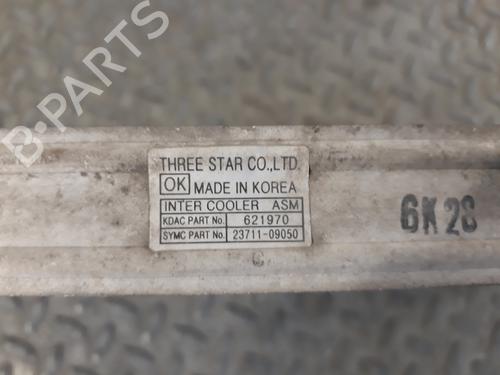 B-PARTS
THREE STAR CO.,LTD.
OK MADE IN KOREA
INTER COOLER ASM
KDAC PART No. 621970
SYMC PART No. 23711-09050
6K28